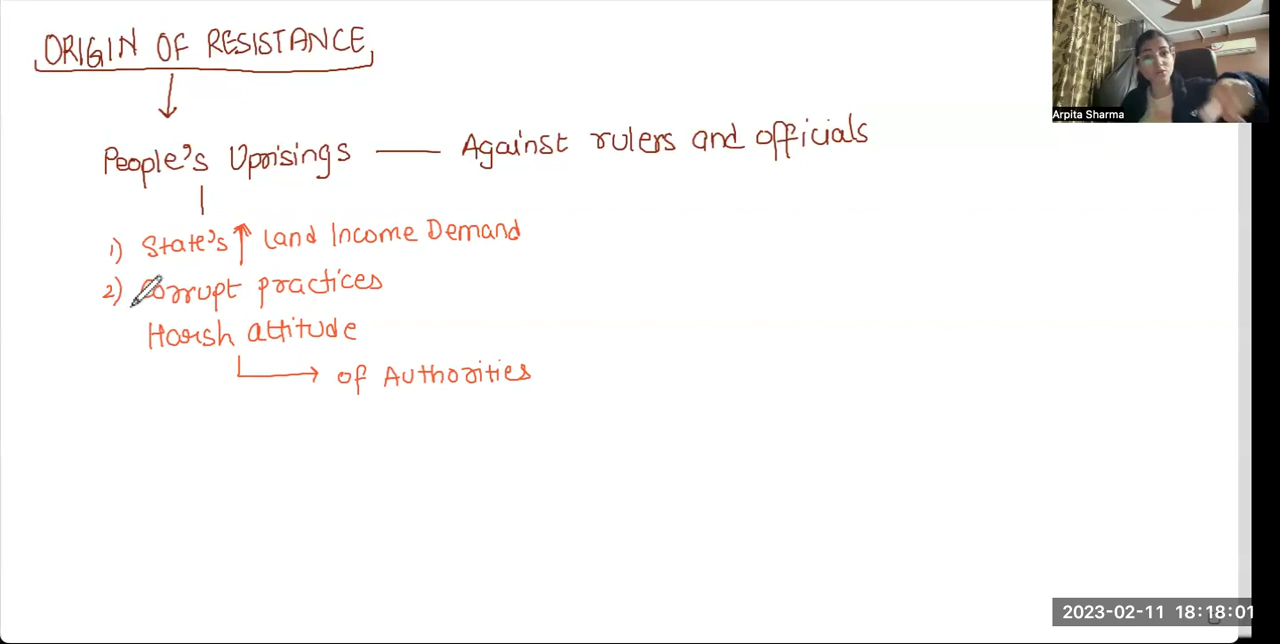 ORIGIN OF RESISTANCE
Arpita Sharma
People's Uprisings — Against rulers and officials
1) State's ↑ Land Income Demand
2) Corrupt practices
Harsh attitude
→ of Authorities
2023-02-11 18:18:01